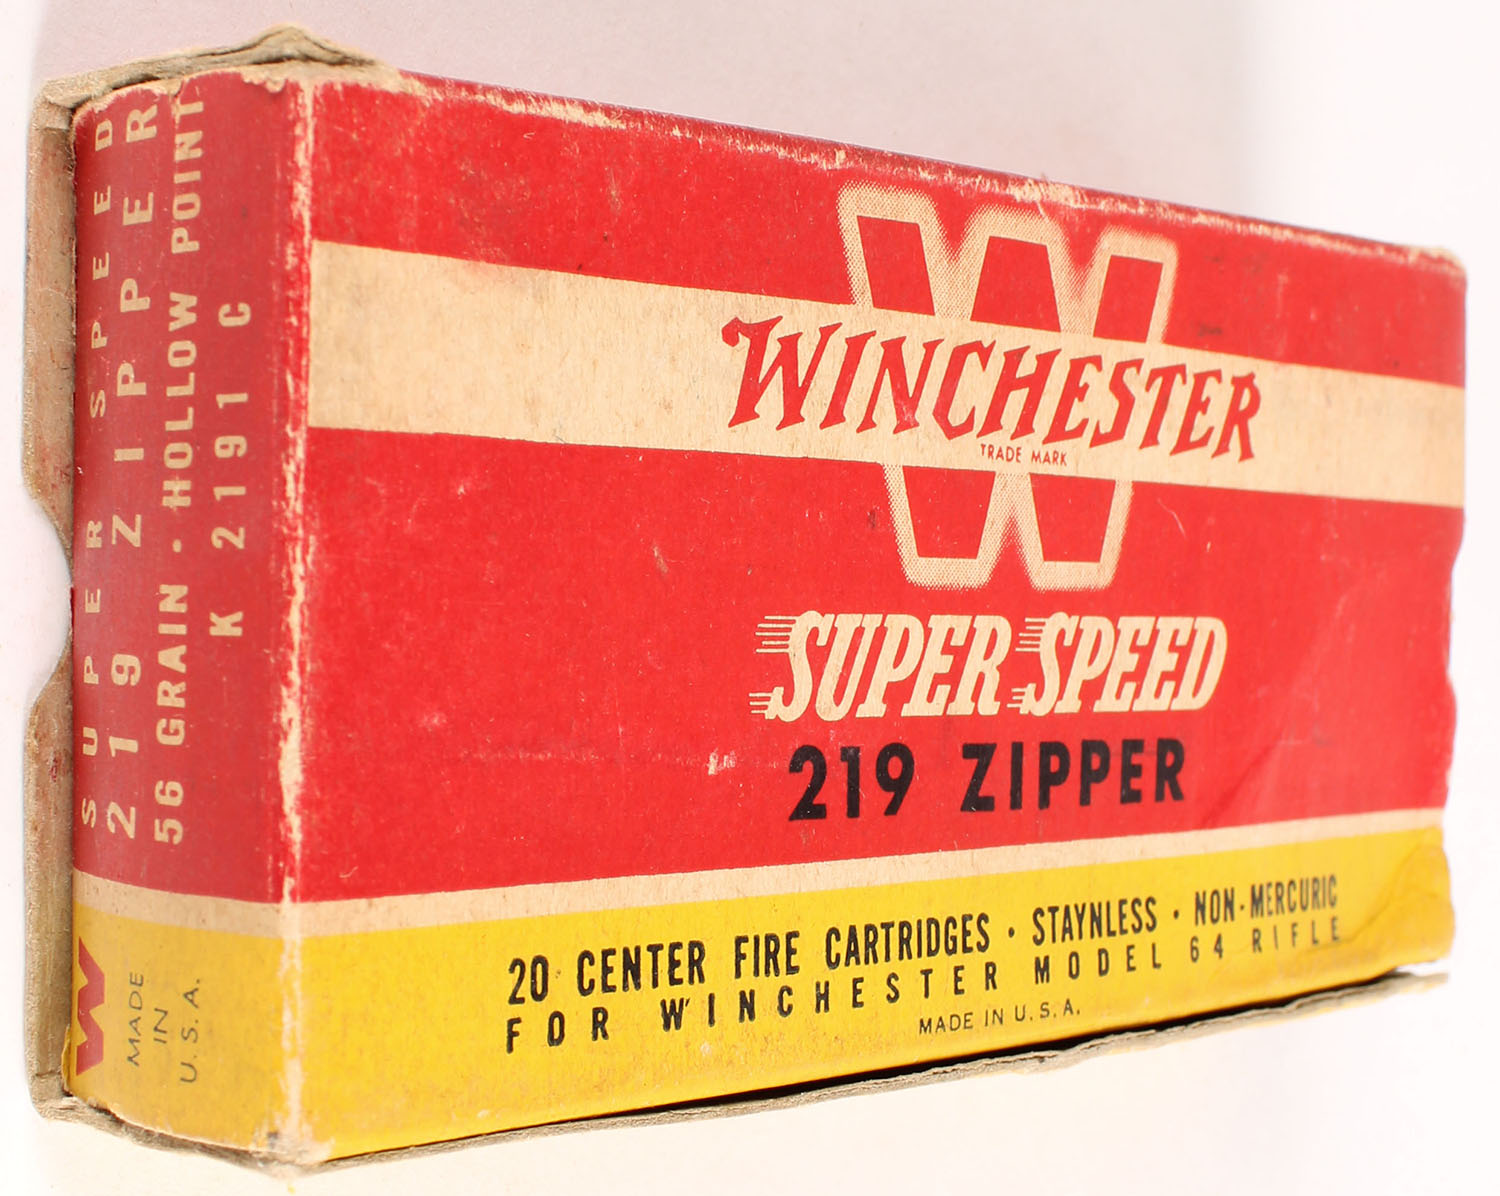 SUPER SPEED
219 ZIPPER
56 GRAIN · HOLLOW POINT
K 2191 C
W
MADE
IN
U.S.A.
W
WINCHESTER
TRADE MARK
SUPER SPEED
219 ZIPPER
20 CENTER FIRE CARTRIDGES · STAYNLESS · NON-MERCURIC
FOR WINCHESTER MODEL 64 RIFLE
MADE IN U.S.A.